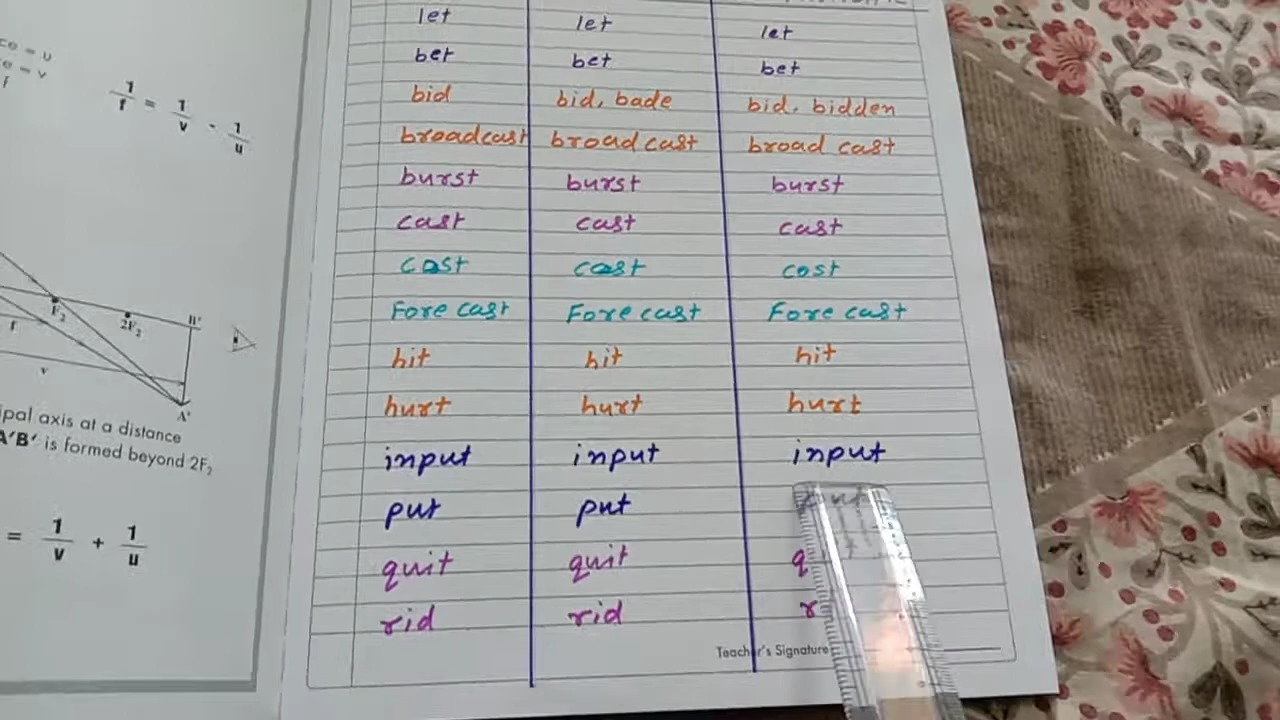 1/f = 1/v - 1/u
F₂
2F₂
B'
f
v
A'
ipal axis at a distance
A'B' is formed beyond 2F₂
= 1/v + 1/u
let let let
bet bet bet
bid bid, bade bid, bidden
broadcast broad cast broad cast
burst burst burst
cast cast cast
cost cost cost
Fore cast Fore cast Fore cast
hit hit hit
hurt hurt hurt
input input input
put put put
quit quit
rid rid
Teacher's Signature